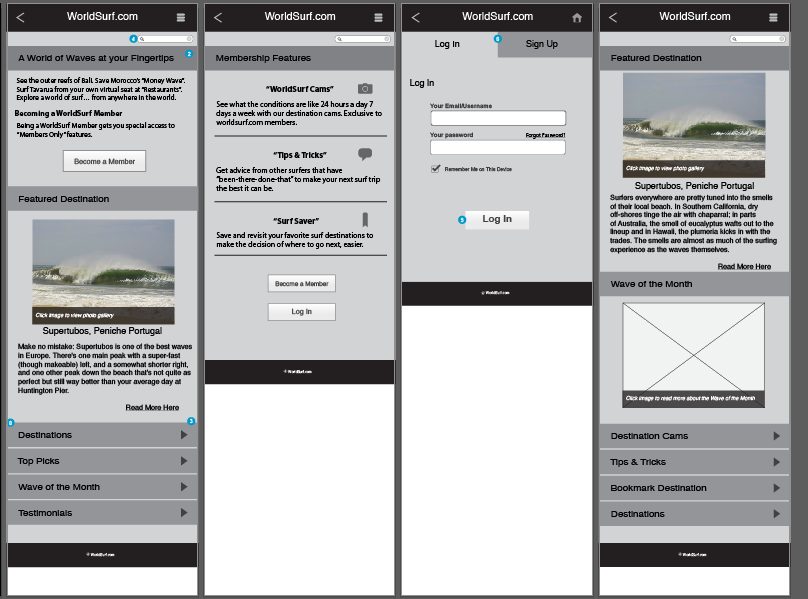 WorldSurf.com
4
A World of Waves at your Fingertips
2
See the outer reefs of Bali. Save Morocco's "Money Wave".
Surf Tavarua from your own virtual seat at "Restaurants".
Explore a world of surf... from anywhere in the world.
Becoming a WorldSurf Member
Being a WorldSurf Member gets you special access to
"Members Only" features.
Become a Member
Featured Destination
Click image to view photo gallery
Supertubos, Peniche Portugal
Make no mistake: Supertubos is one of the best waves
in Europe. There's one main peak with a super-fast
(though makeable) left, and a somewhat shorter right,
and one other peak down the beach that's not quite as
perfect but still way better than your average day at
Huntington Pier.
Read More Here
3
Destinations
Top Picks
Wave of the Month
Testimonials
WorldSurf.com
WorldSurf.com
Membership Features
"WorldSurf Cams"
See what the conditions are like 24 hours a day 7
days a week with our destination cams. Exclusive to
worldsurf.com members.
"Tips & Tricks"
Get advice from other surfers that have
"been-there-done-that" to make your next surf trip
the best it can be.
"Surf Saver"
Save and revisit your favorite surf destinations to
make the decision of where to go next, easier.
Become a Member
Log In
WorldSurf.com
WorldSurf.com
Log In
Sign Up
Log In
Your Email/Username
Your password
Forgot Password?
Remember Me on This Device
5
Log In
WorldSurf.com
WorldSurf.com
Featured Destination
Click image to view photo gallery
Supertubos, Peniche Portugal
Surfers everywhere are pretty tuned into the smells
of their local beach. In Southern California, dry
off-shores tinge the air with chaparral; in parts
of Australia, the smell of eucalyptus wafts out to the
lineup and in Hawaii, the plumeria kicks in with the
trades. The smells are almost as much of the surfing
experience as the waves themselves.
Read More Here
Wave of the Month
Click image to read more about the Wave of the Month
Destination Cams
Tips & Tricks
Bookmark Destination
Destinations
WorldSurf.com